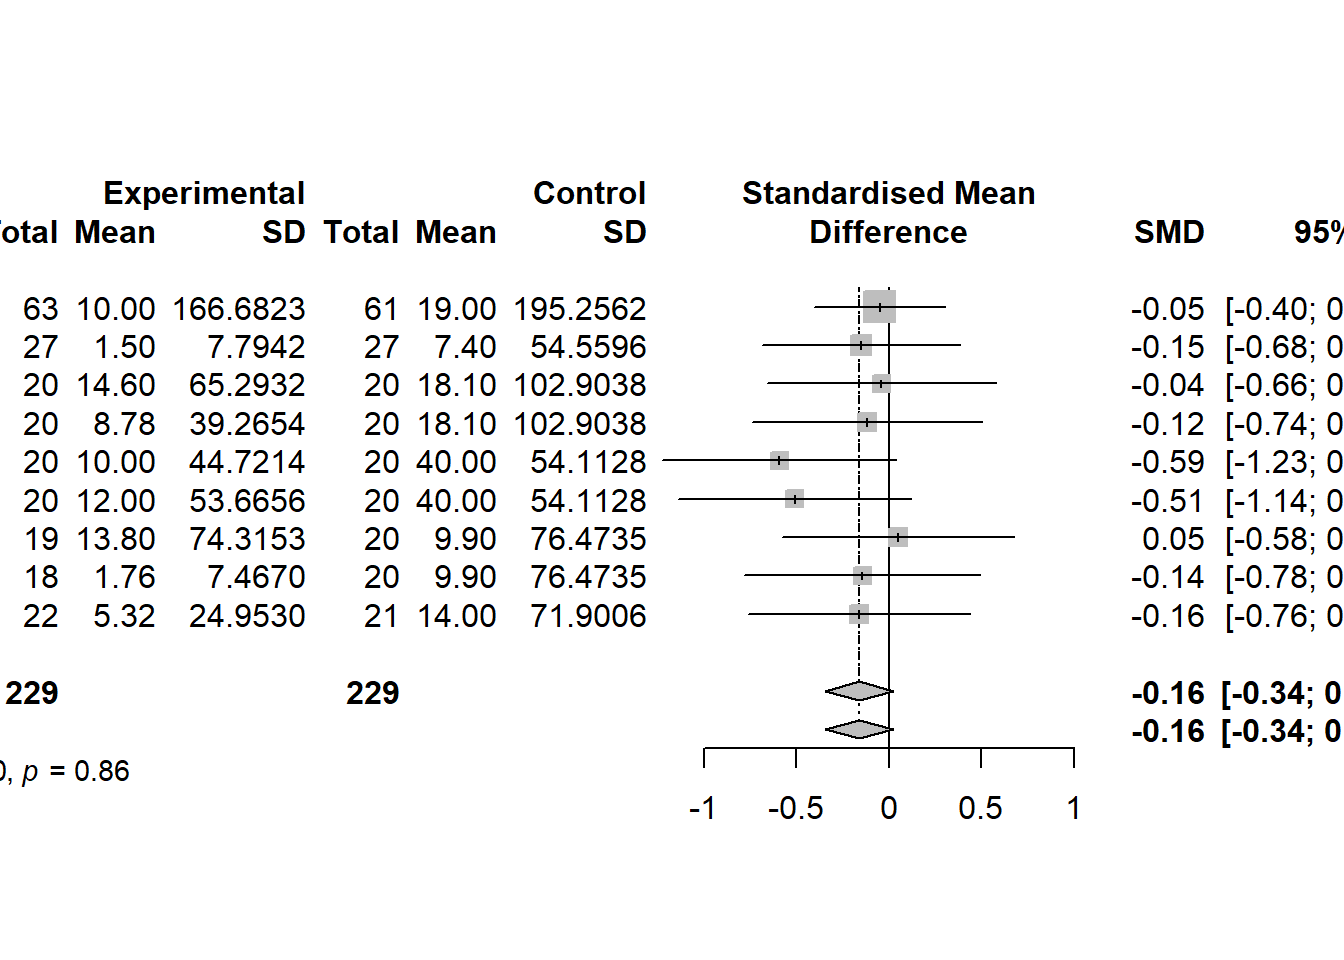 Experimental Control Standardised Mean
Total Mean SD Total Mean SD Difference SMD 95%
63 10.00 166.6823 61 19.00 195.2562 -0.05 [-0.40; 0
27 1.50 7.7942 27 7.40 54.5596 -0.15 [-0.68; 0
20 14.60 65.2932 20 18.10 102.9038 -0.04 [-0.66; 0
20 8.78 39.2654 20 18.10 102.9038 -0.12 [-0.74; 0
20 10.00 44.7214 20 40.00 54.1128 -0.59 [-1.23; 0
20 12.00 53.6656 20 40.00 54.1128 -0.51 [-1.14; 0
19 13.80 74.3153 20 9.90 76.4735 0.05 [-0.58; 0
18 1.76 7.4670 20 9.90 76.4735 -0.14 [-0.78; 0
22 5.32 24.9530 21 14.00 71.9006 -0.16 [-0.76; 0
229 229 -0.16 [-0.34; 0
-0.16 [-0.34; 0
0, p = 0.86
-1 -0.5 0 0.5 1